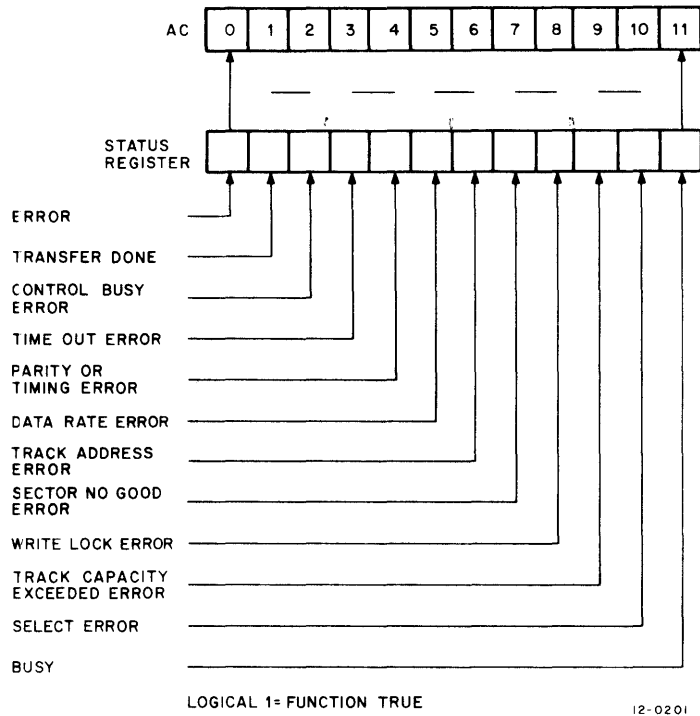 AC 0 1 2 3 4 5 6 7 8 9 10 11
STATUS
REGISTER
ERROR
TRANSFER DONE
CONTROL BUSY
ERROR
TIME OUT ERROR
PARITY OR
TIMING ERROR
DATA RATE ERROR
TRACK ADDRESS
ERROR
SECTOR NO GOOD
ERROR
WRITE LOCK ERROR
TRACK CAPACITY
EXCEEDED ERROR
SELECT ERROR
BUSY
LOGICAL 1= FUNCTION TRUE
12-0201